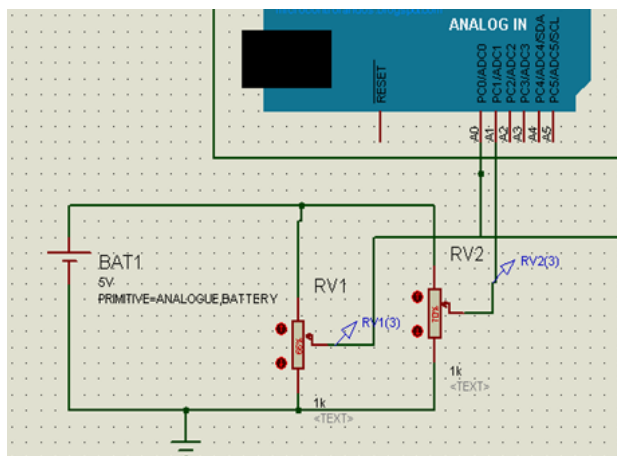 ANALOG IN
RESET
PC0/ADC0
PC1/ADC1
PC2/ADC2
PC3/ADC3
PC4/ADC4/SDA
PC5/ADC5/SCL
A0
A1
A2
A3
A4
A5
BAT1
5V
PRIMITIVE=ANALOGUE,BATTERY
RV1
RV1(3)
66%
1k
<TEXT>
RV2
RV2(3)
70%
1k
<TEXT>